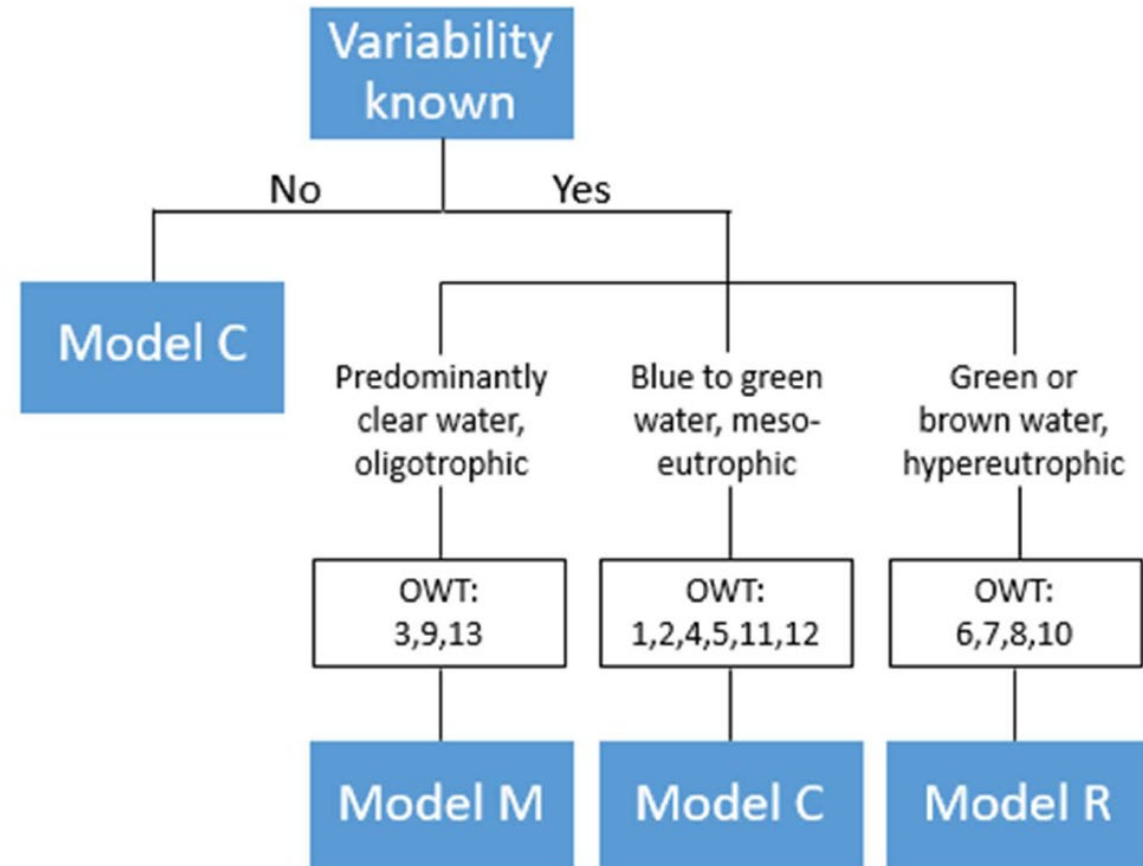 Variability
known
No
Yes
Model C
Predominantly
clear water,
oligotrophic
Blue to green
water, meso-
eutrophic
Green or
brown water,
hypereutrophic
OWT:
3,9,13
OWT:
1,2,4,5,11,12
OWT:
6,7,8,10
Model M
Model C
Model R